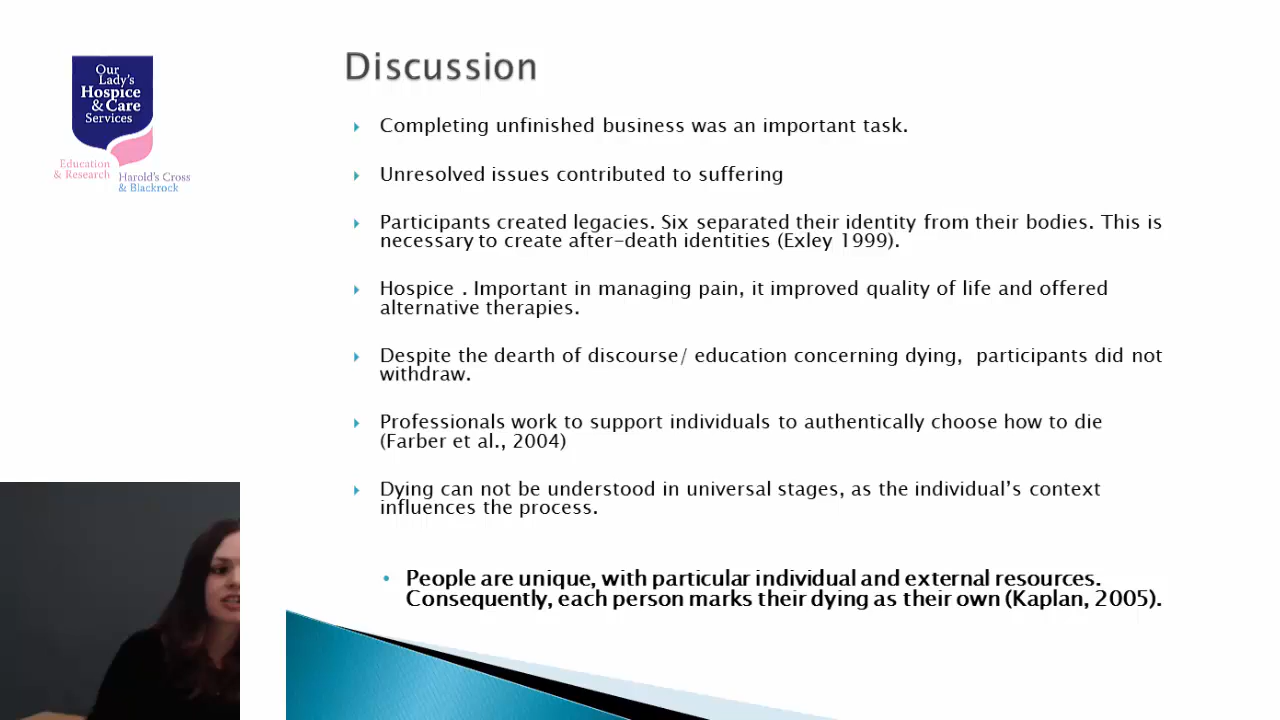 Our
Lady's
Hospice
& Care
Services
Education
& Research
Harold's Cross
& Blackrock
Discussion
Completing unfinished business was an important task.
Unresolved issues contributed to suffering
Participants created legacies. Six separated their identity from their bodies. This is
necessary to create after-death identities (Exley 1999).
Hospice . Important in managing pain, it improved quality of life and offered
alternative therapies.
Despite the dearth of discourse/ education concerning dying,  participants did not
withdraw.
Professionals work to support individuals to authentically choose how to die
(Farber et al., 2004)
Dying can not be understood in universal stages, as the individual's context
influences the process.
People are unique, with particular individual and external resources.
Consequently, each person marks their dying as their own (Kaplan, 2005).